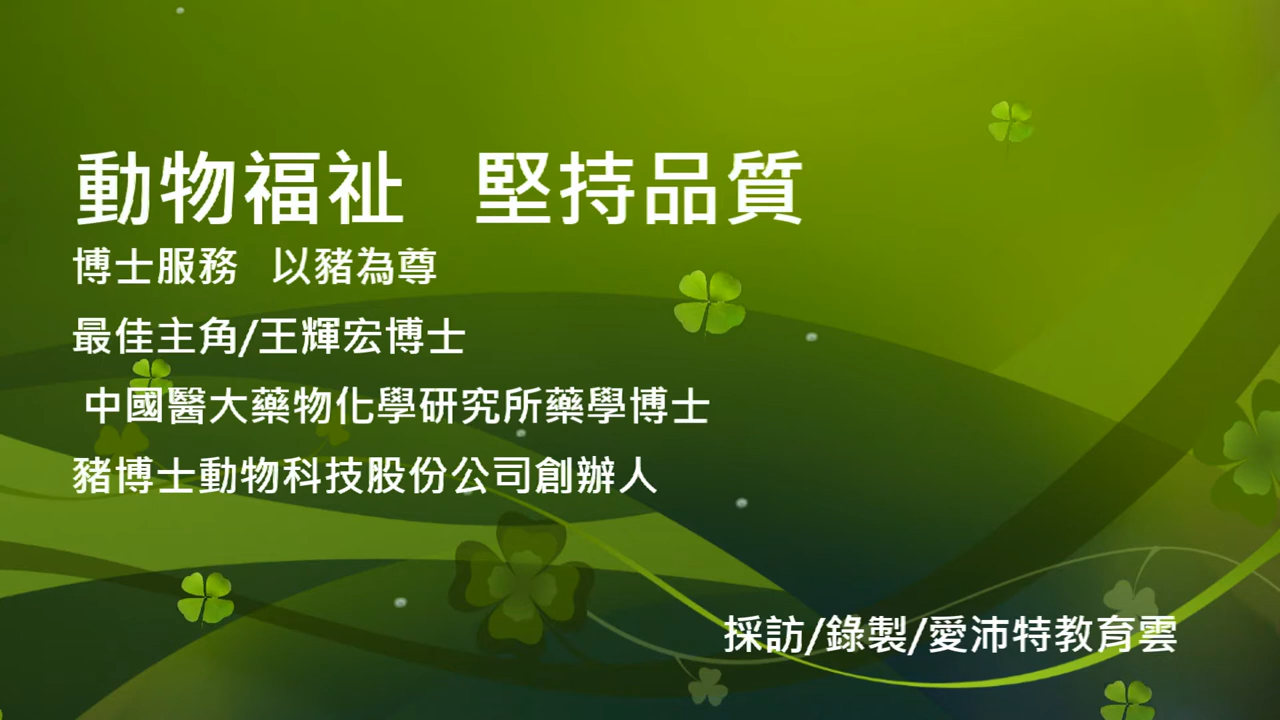 動物福祉 堅持品質
博士服務 以豬為尊
最佳主角/王輝宏博士
中國醫大藥物化學研究所藥學博士
豬博士動物科技股份公司創辦人
採訪/錄製/愛沛特教育雲